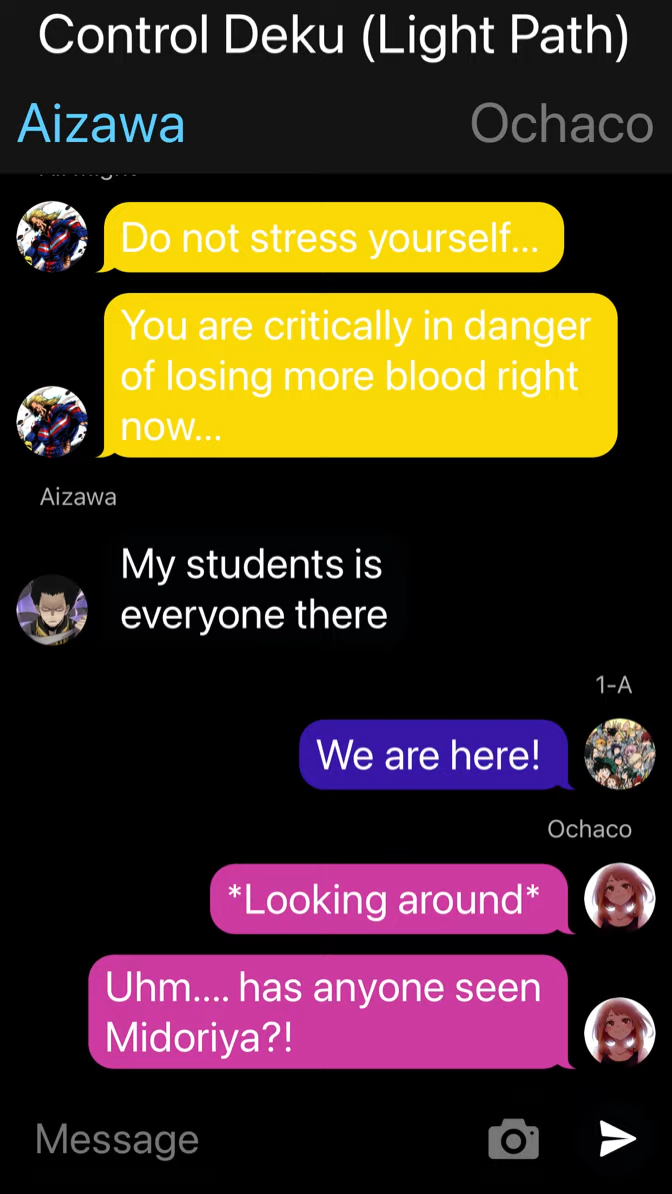 Control Deku (Light Path)
Aizawa
Ochaco
Do not stress yourself...
You are critically in danger
of losing more blood right
now...
Aizawa
My students is
everyone there
1-A
We are here!
Ochaco
*Looking around*
Uhm.... has anyone seen
Midoriya?!
Message